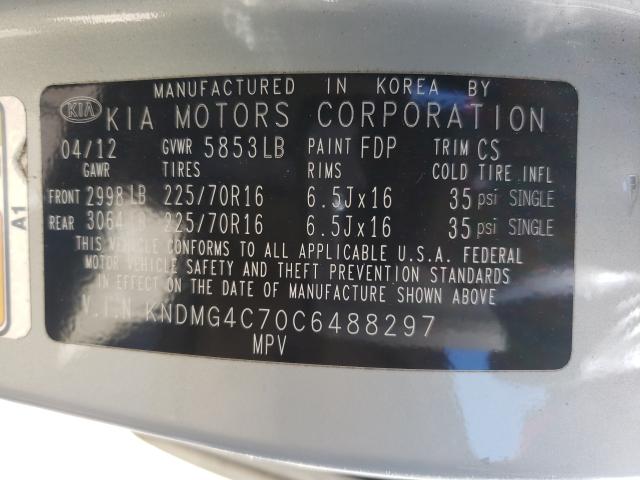 MANUFACTURED IN KOREA BY
KIA KIA MOTORS CORPORATION
04/12 GVWR 5853LB PAINT FDP TRIM CS
GAWR TIRES RIMS COLD TIRE INFL
FRONT 2998LB 225/70R16 6.5Jx16 35 psi SINGLE
REAR 3064LB 225/70R16 6.5Jx16 35 psi SINGLE
THIS VEHICLE CONFORMS TO ALL APPLICABLE U.S.A. FEDERAL
MOTOR VEHICLE SAFETY AND THEFT PREVENTION STANDARDS
IN EFFECT ON THE DATE OF MANUFACTURE SHOWN ABOVE
V.I.N KNDMG4C70C6488297
MPV
A1